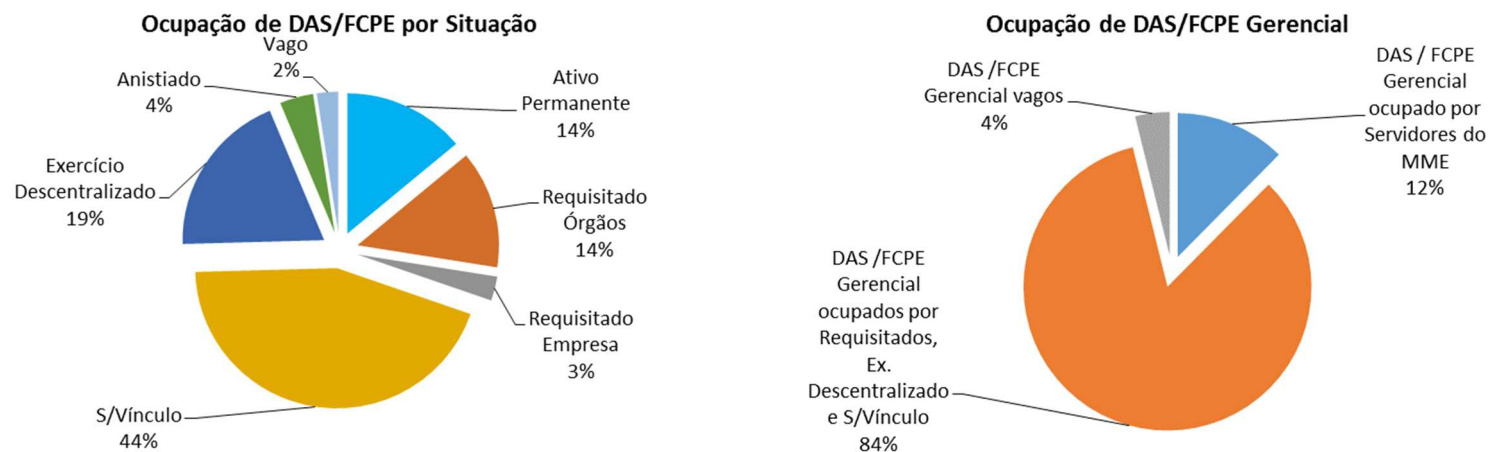 Ocupação de DAS/FCPE por Situação
Vago
2%
Anistiado
4%
Ativo
Permanente
14%
Exercício
Descentralizado
19%
Requisitado
Órgãos
14%
Requisitado
Empresa
3%
S/Vínculo
44%
Ocupação de DAS/FCPE Gerencial
DAS /FCPE
Gerencial vagos
4%
DAS / FCPE
Gerencial
ocupado por
Servidores do
MME
12%
DAS /FCPE
Gerencial
ocupados por
Requisitados,
Ex.
Descentralizado
e S/Vínculo
84%